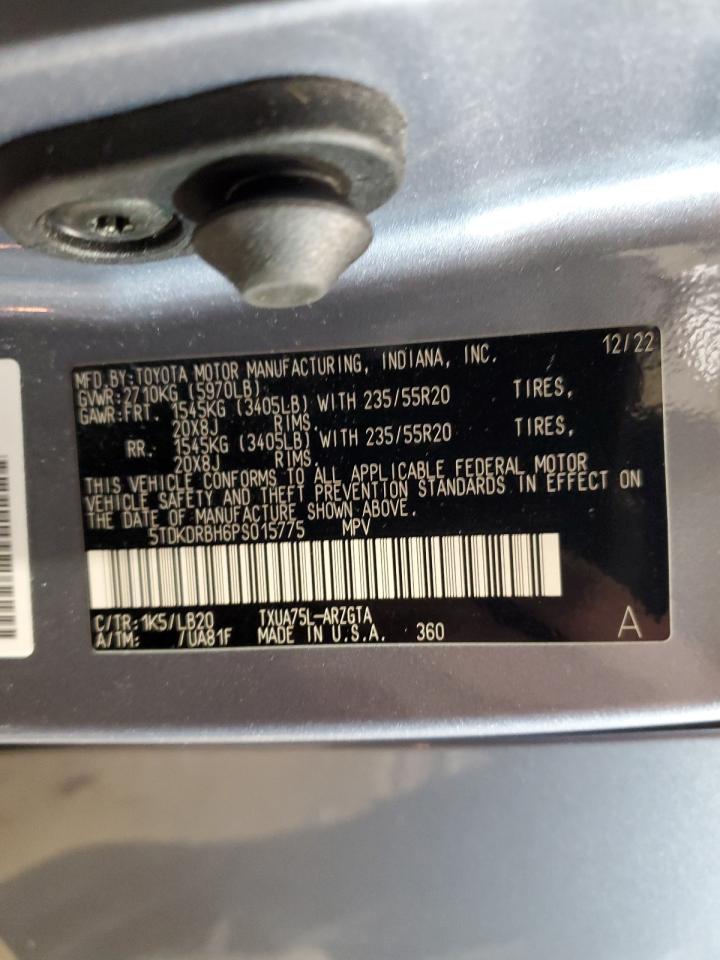 MFD.BY:TOYOTA MOTOR MANUFACTURING, INDIANA, INC. 12/22
GVWR:2710KG (5970LB)
GAWR:FRT. 1545KG (3405LB) WITH 235/55R20 TIRES,
20X8J RIMS.
RR. 1545KG (3405LB) WITH 235/55R20 TIRES,
20X8J RIMS.
THIS VEHICLE CONFORMS TO ALL APPLICABLE FEDERAL MOTOR
VEHICLE SAFETY AND THEFT PREVENTION STANDARDS IN EFFECT ON
THE DATE OF MANUFACTURE SHOWN ABOVE.
5TDKDRBH6PS015775 MPV
C/TR:1K5/LB20 TXUA75L-ARZGTA
A/TM: /UA81F MADE IN U.S.A. 360 A